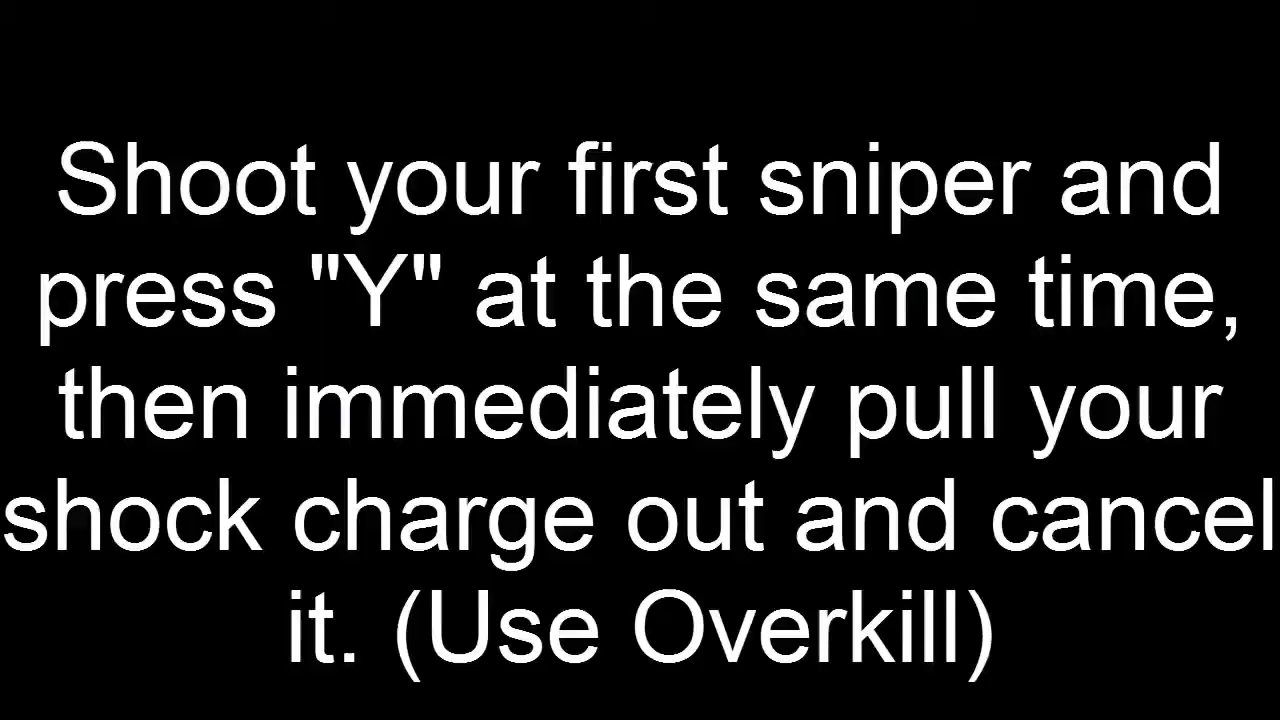 Shoot your first sniper and
press "Y" at the same time,
then immediately pull your
shock charge out and cancel
it. (Use Overkill)